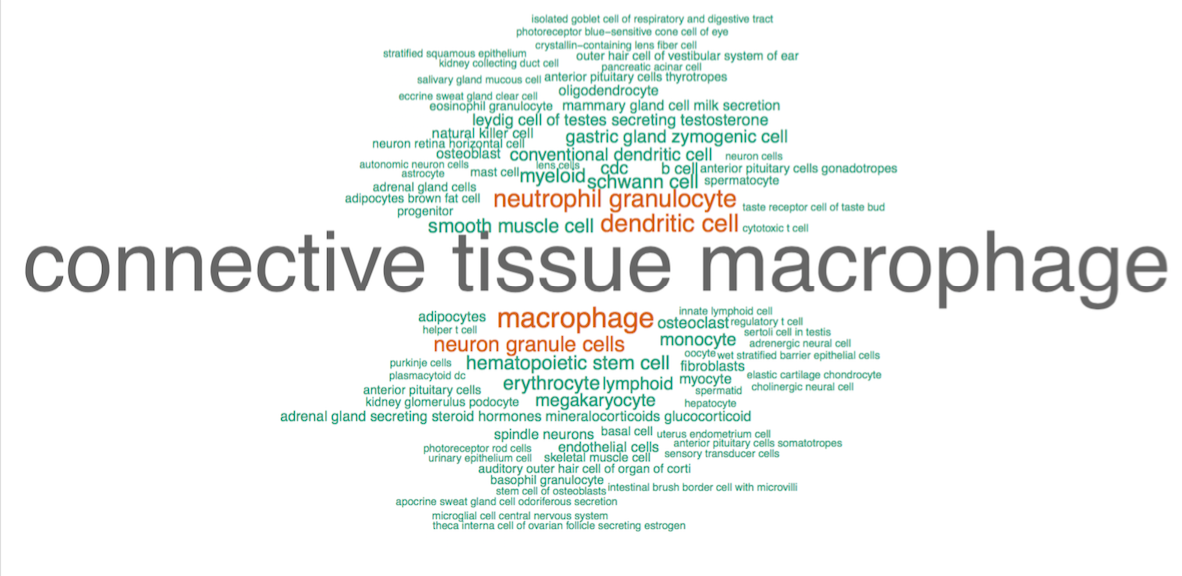 isolated goblet cell of respiratory and digestive tract
photoreceptor blue−sensitive cone cell of eye
crystallin−containing lens fiber cell
stratified squamous epithelium
outer hair cell of vestibular system of ear
kidney collecting duct cell
pancreatic acinar cell
salivary gland mucous cell
anterior pituitary cells thyrotropes
oligodendrocyte
eccrine sweat gland clear cell
eosinophil granulocyte
mammary gland cell milk secretion
leydig cell of testes secreting testosterone
natural killer cell
gastric gland zymogenic cell
neuron retina horizontal cell
osteoblast
conventional dendritic cell
neuron cells
autonomic neuron cells
lens cells
cdc
b cell
anterior pituitary cells gonadotropes
astrocyte
mast cell
myeloid
schwann cell
spermatocyte
adrenal gland cells
adipocytes brown fat cell
neutrophil granulocyte
taste receptor cell of taste bud
progenitor
smooth muscle cell
dendritic cell
cytotoxic t cell
connective tissue macrophage
adipocytes
macrophage
innate lymphoid cell
osteoclast
regulatory t cell
helper t cell
sertoli cell in testis
neuron granule cells
monocyte
adrenergic neural cell
oocyte
wet stratified barrier epithelial cells
purkinje cells
hematopoietic stem cell
fibroblasts
plasmacytoid dc
elastic cartilage chondrocyte
erythrocyte
lymphoid
myocyte
cholinergic neural cell
anterior pituitary cells
spermatid
kidney glomerulus podocyte
megakaryocyte
hepatocyte
adrenal gland secreting steroid hormones mineralocorticoids glucocorticoid
spindle neurons
basal cell
uterus endometrium cell
photoreceptor rod cells
endothelial cells
anterior pituitary cells somatotropes
urinary epithelium cell
skeletal muscle cell
sensory transducer cells
auditory outer hair cell of organ of corti
basophil granulocyte
stem cell of osteoblasts
intestinal brush border cell with microvilli
apocrine sweat gland cell odoriferous secretion
microglial cell central nervous system
theca interna cell of ovarian follicle secreting estrogen